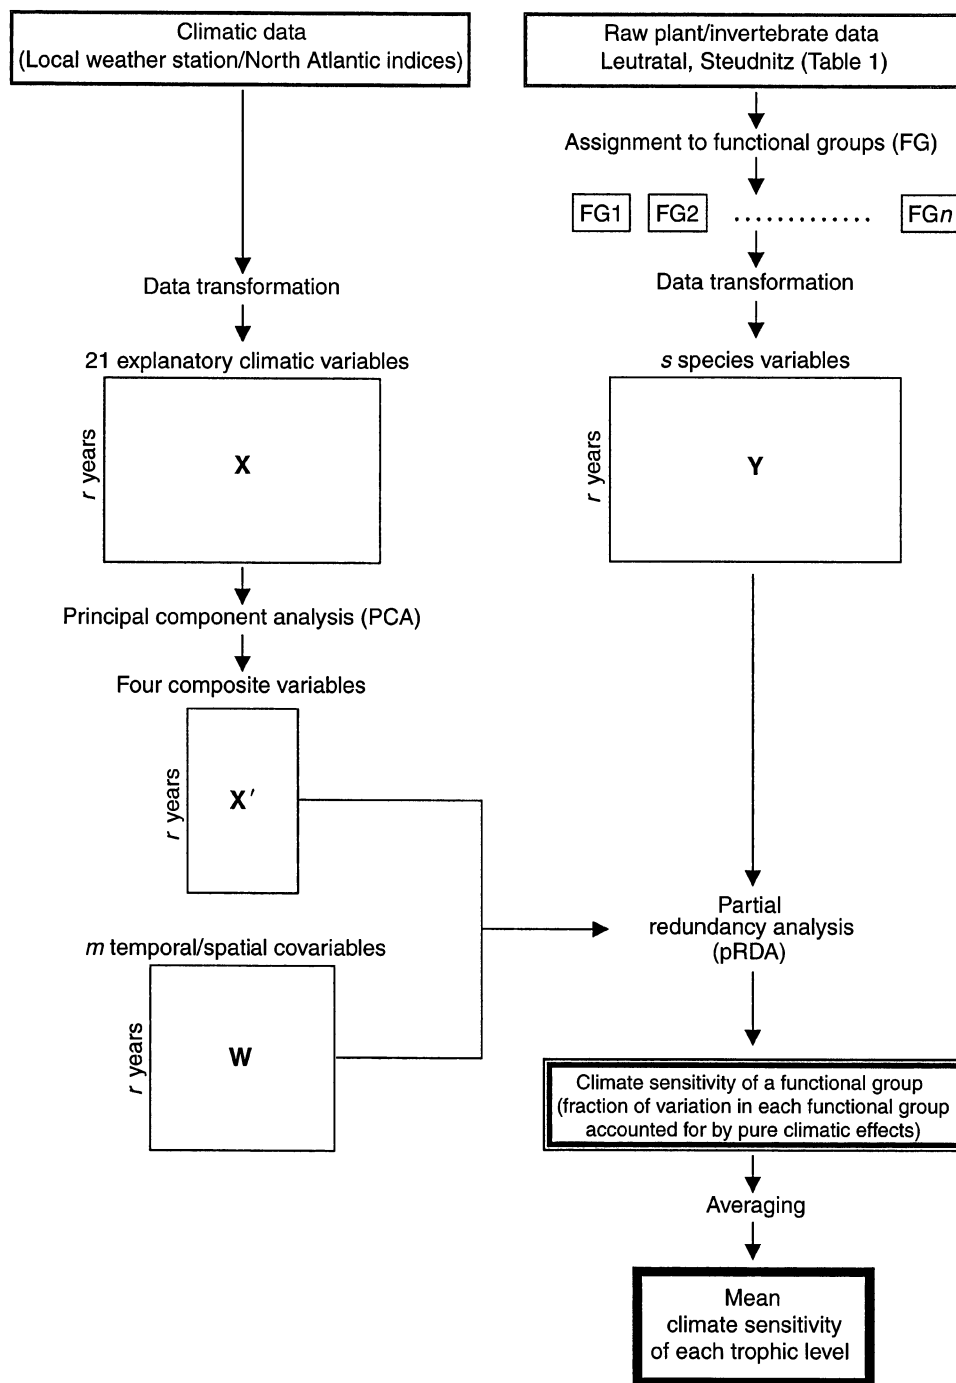 Climatic data
(Local weather station/North Atlantic indices)
Data transformation
21 explanatory climatic variables
r years
X
Principal component analysis (PCA)
Four composite variables
r years
X′
m temporal/spatial covariables
r years
W
Raw plant/invertebrate data
Leutratal, Steudnitz (Table 1)
Assignment to functional groups (FG)
FG1 FG2 ............. FGn
Data transformation
s species variables
r years
Y
Partial
redundancy analysis
(pRDA)
Climate sensitivity of a functional group
(fraction of variation in each functional group
accounted for by pure climatic effects)
Averaging
Mean
climate sensitivity
of each trophic level